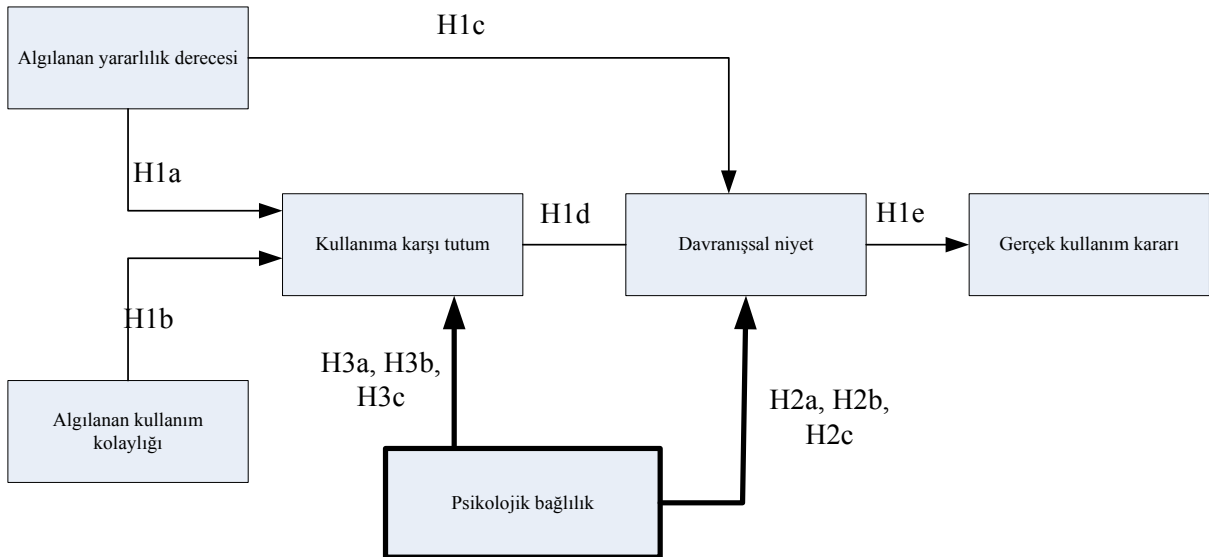 H1c
Algılanan yararlılık derecesi
H1a
Kullanıma karşı tutum
H1d
Davranışsal niyet
H1e
Gerçek kullanım kararı
H1b
H3a, H3b,
H3c
H2a, H2b,
H2c
Algılanan kullanım
kolaylığı
Psikolojik bağlılık